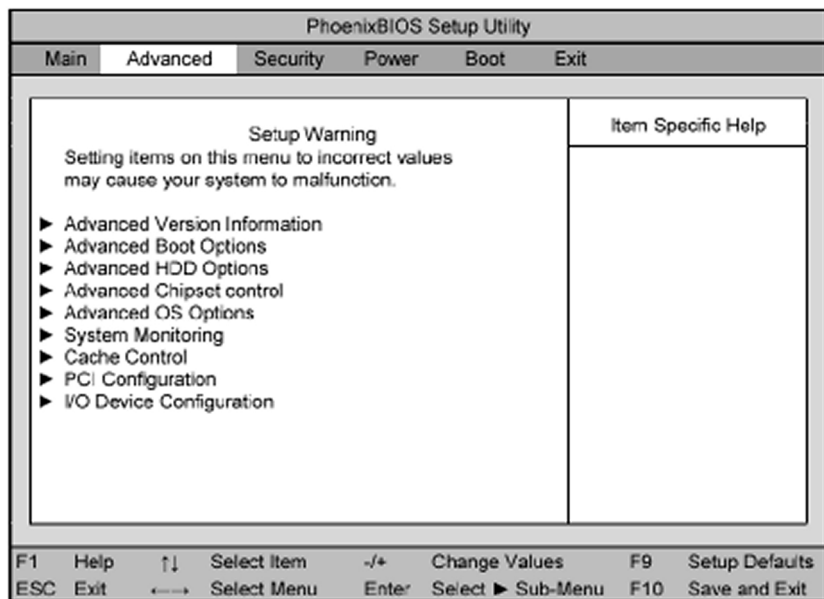 PhoenixBIOS Setup Utility
Main Advanced Security Power Boot Exit
Setup Warning
Setting items on this menu to incorrect values
may cause your system to malfunction.
► Advanced Version Information
► Advanced Boot Options
► Advanced HDD Options
► Advanced Chipset control
► Advanced OS Options
► System Monitoring
► Cache Control
► PCI Configuration
► I/O Device Configuration
Item Specific Help
F1 Help ↑↓ Select Item -/+ Change Values F9 Setup Defaults
ESC Exit ←→ Select Menu Enter Select ► Sub-Menu F10 Save and Exit